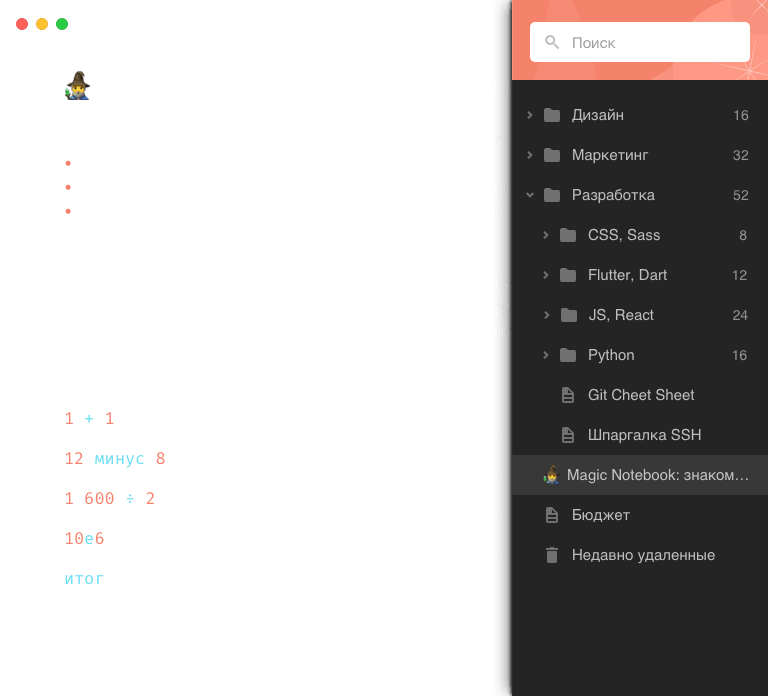 1 + 1
12 минус 8
1 600 ÷ 2
10e6
итог
Поиск
Дизайн 16
Маркетинг 32
Разработка 52
CSS, Sass 8
Flutter, Dart 12
JS, React 24
Python 16
Git Cheet Sheet
Шпаргалка SSH
Magic Notebook: знаком...
Бюджет
Недавно удаленные